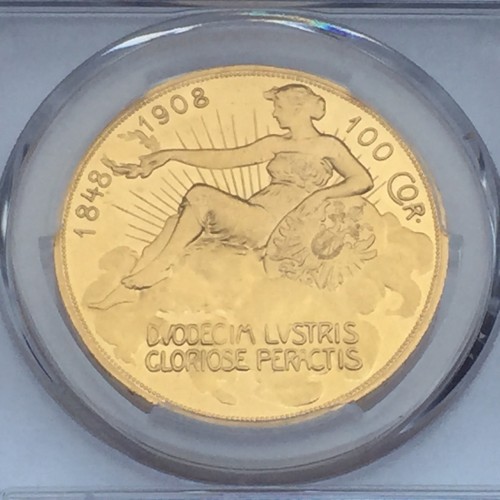 1848
1908
100 COR.
DVODECIM LVSTRIS
GLORIOSE PERACTIS